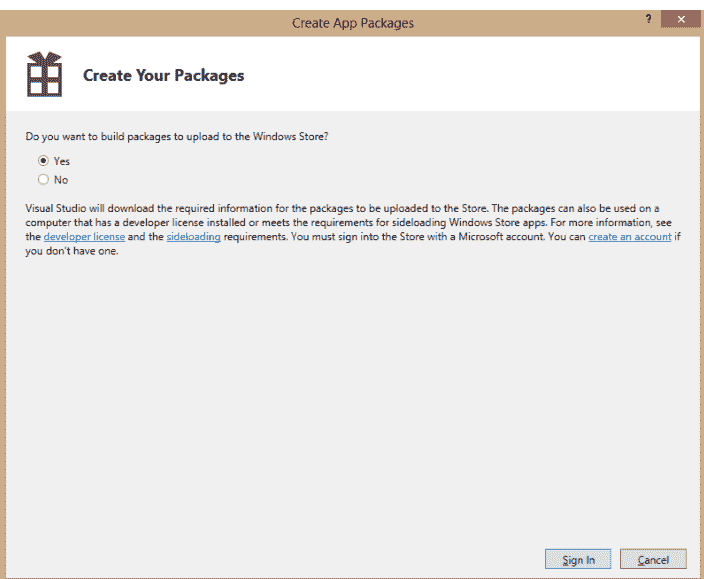 Create App Packages
?
Create Your Packages
Do you want to build packages to upload to the Windows Store?
Yes
No
Visual Studio will download the required information for the packages to be uploaded to the Store. The packages can also be used on a
computer that has a developer license installed or meets the requirements for sideloading Windows Store apps. For more information, see
the developer license and the sideloading requirements. You must sign into the Store with a Microsoft account. You can create an account if
you don't have one.
Sign In
Cancel